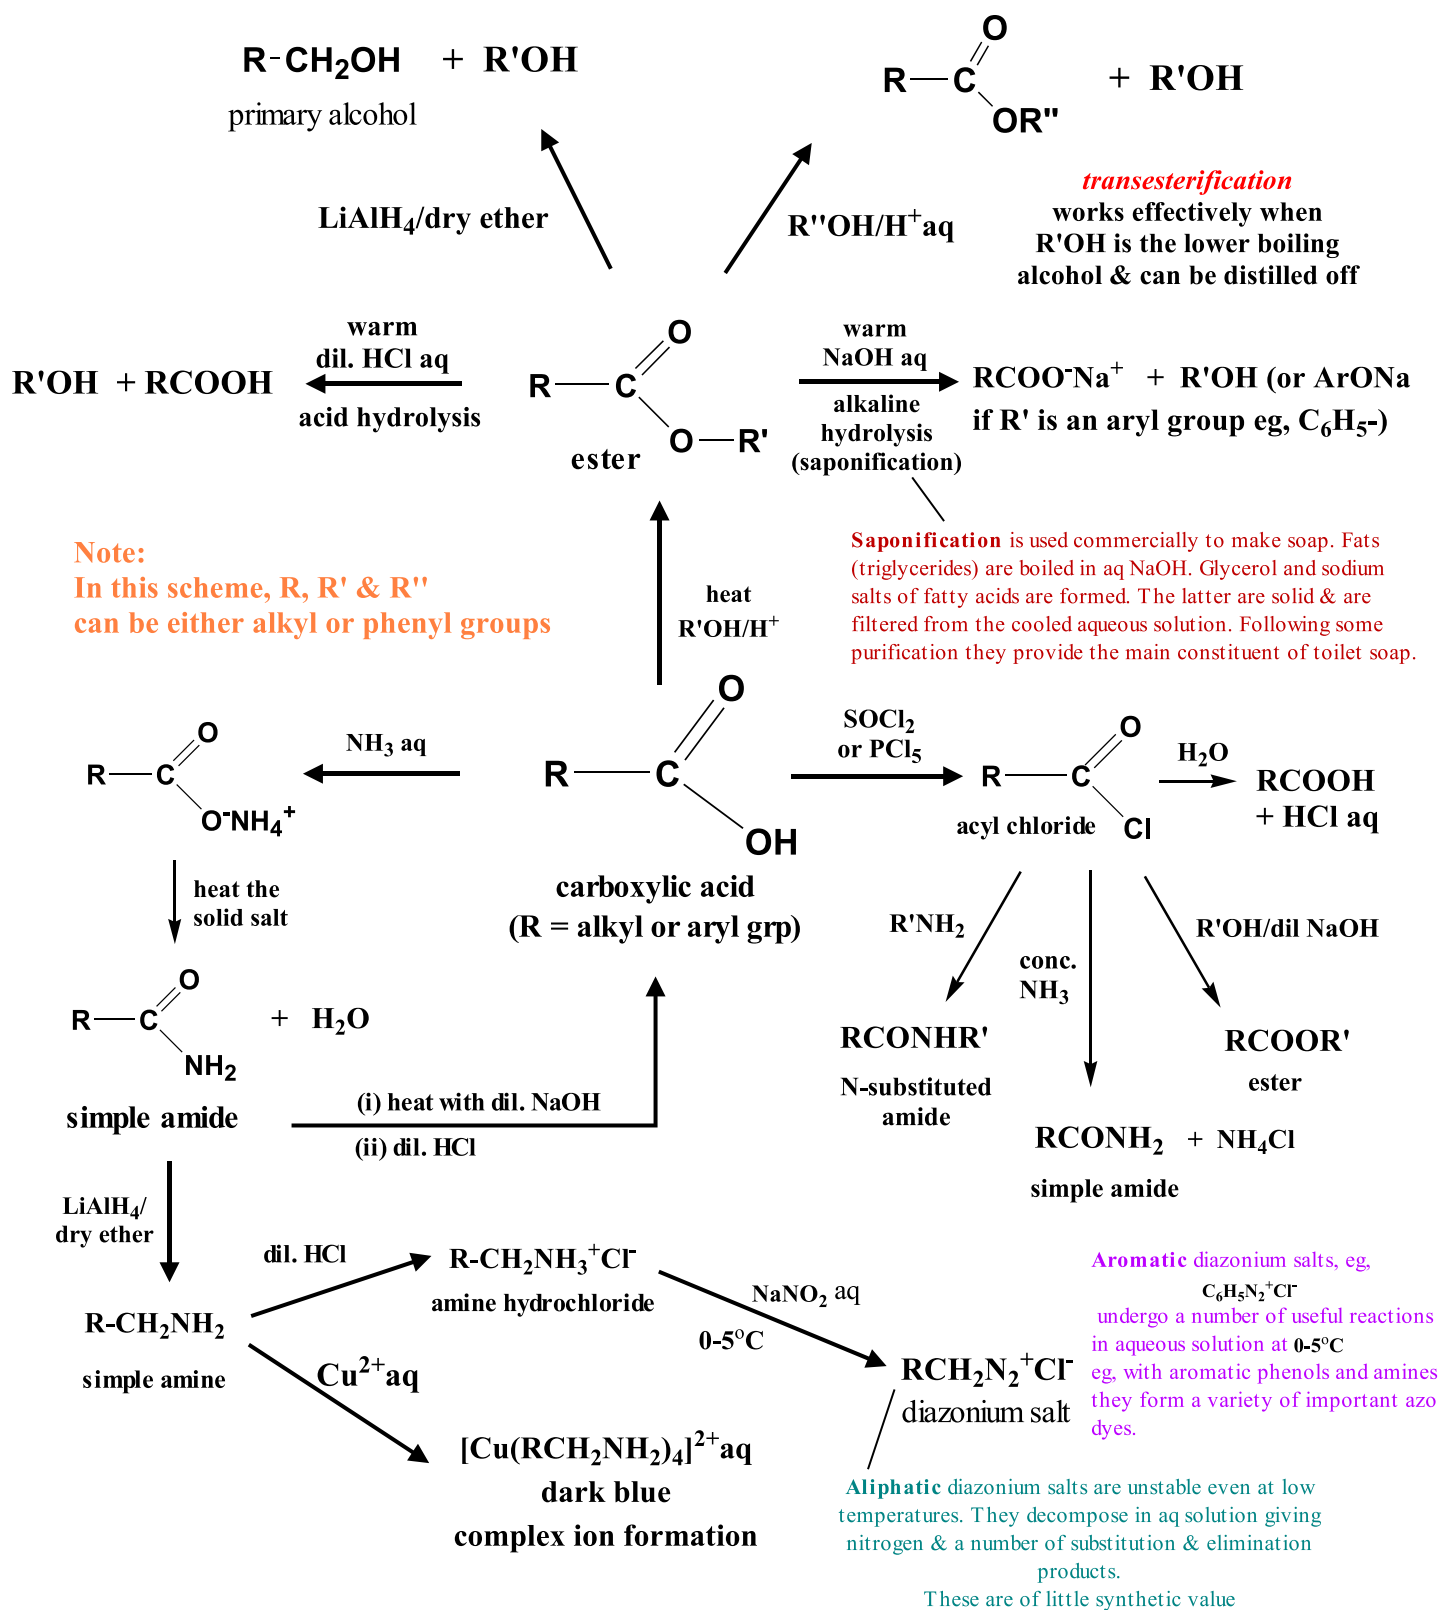 R-CH₂OH + R'OH
primary alcohol
O
R C + R'OH
OR"
transesterification
works effectively when
R'OH is the lower boiling
alcohol & can be distilled off
LiAlH₄/dry ether
R''OH/H⁺aq
warm
dil. HCl aq
acid hydrolysis
R'OH + RCOOH
O
R C
O R'
ester
warm
NaOH aq
alkaline
hydrolysis
(saponification)
RCOO⁻Na⁺ + R'OH (or ArONa
if R' is an aryl group eg, C₆H₅-)
Note:
In this scheme, R, R' & R''
can be either alkyl or phenyl groups
heat
R'OH/H⁺
Saponification is used commercially to make soap. Fats
(triglycerides) are boiled in aq NaOH. Glycerol and sodium
salts of fatty acids are formed. The latter are solid & are
filtered from the cooled aqueous solution. Following some
purification they provide the main constituent of toilet soap.
O
R C
O⁻NH₄⁺
NH₃ aq
O
R C
OH
carboxylic acid
(R = alkyl or aryl grp)
SOCl₂
or PCl₅
O
R C
Cl
acyl chloride
H₂O
RCOOH
+ HCl aq
heat the
solid salt
R'NH₂
conc.
NH₃
R'OH/dil NaOH
O
R C + H₂O
NH₂
simple amide
(i) heat with dil. NaOH
(ii) dil. HCl
RCONHR'
N-substituted
amide
RCOOR'
ester
RCONH₂ + NH₄Cl
simple amide
LiAlH₄/
dry ether
dil. HCl
R-CH₂NH₃⁺Cl⁻
amine hydrochloride
NaNO₂ aq
0-5°C
R-CH₂NH₂
simple amine
Cu²⁺aq
RCH₂N₂⁺Cl⁻
diazonium salt
Aromatic diazonium salts, eg,
C₆H₅N₂⁺Cl⁻
undergo a number of useful reactions
in aqueous solution at 0-5°C
eg, with aromatic phenols and amines
they form a variety of important azo
dyes.
[Cu(RCH₂NH₂)₄]²⁺aq
dark blue
complex ion formation
Aliphatic diazonium salts are unstable even at low
temperatures. They decompose in aq solution giving
nitrogen & a number of substitution & elimination
products.
These are of little synthetic value